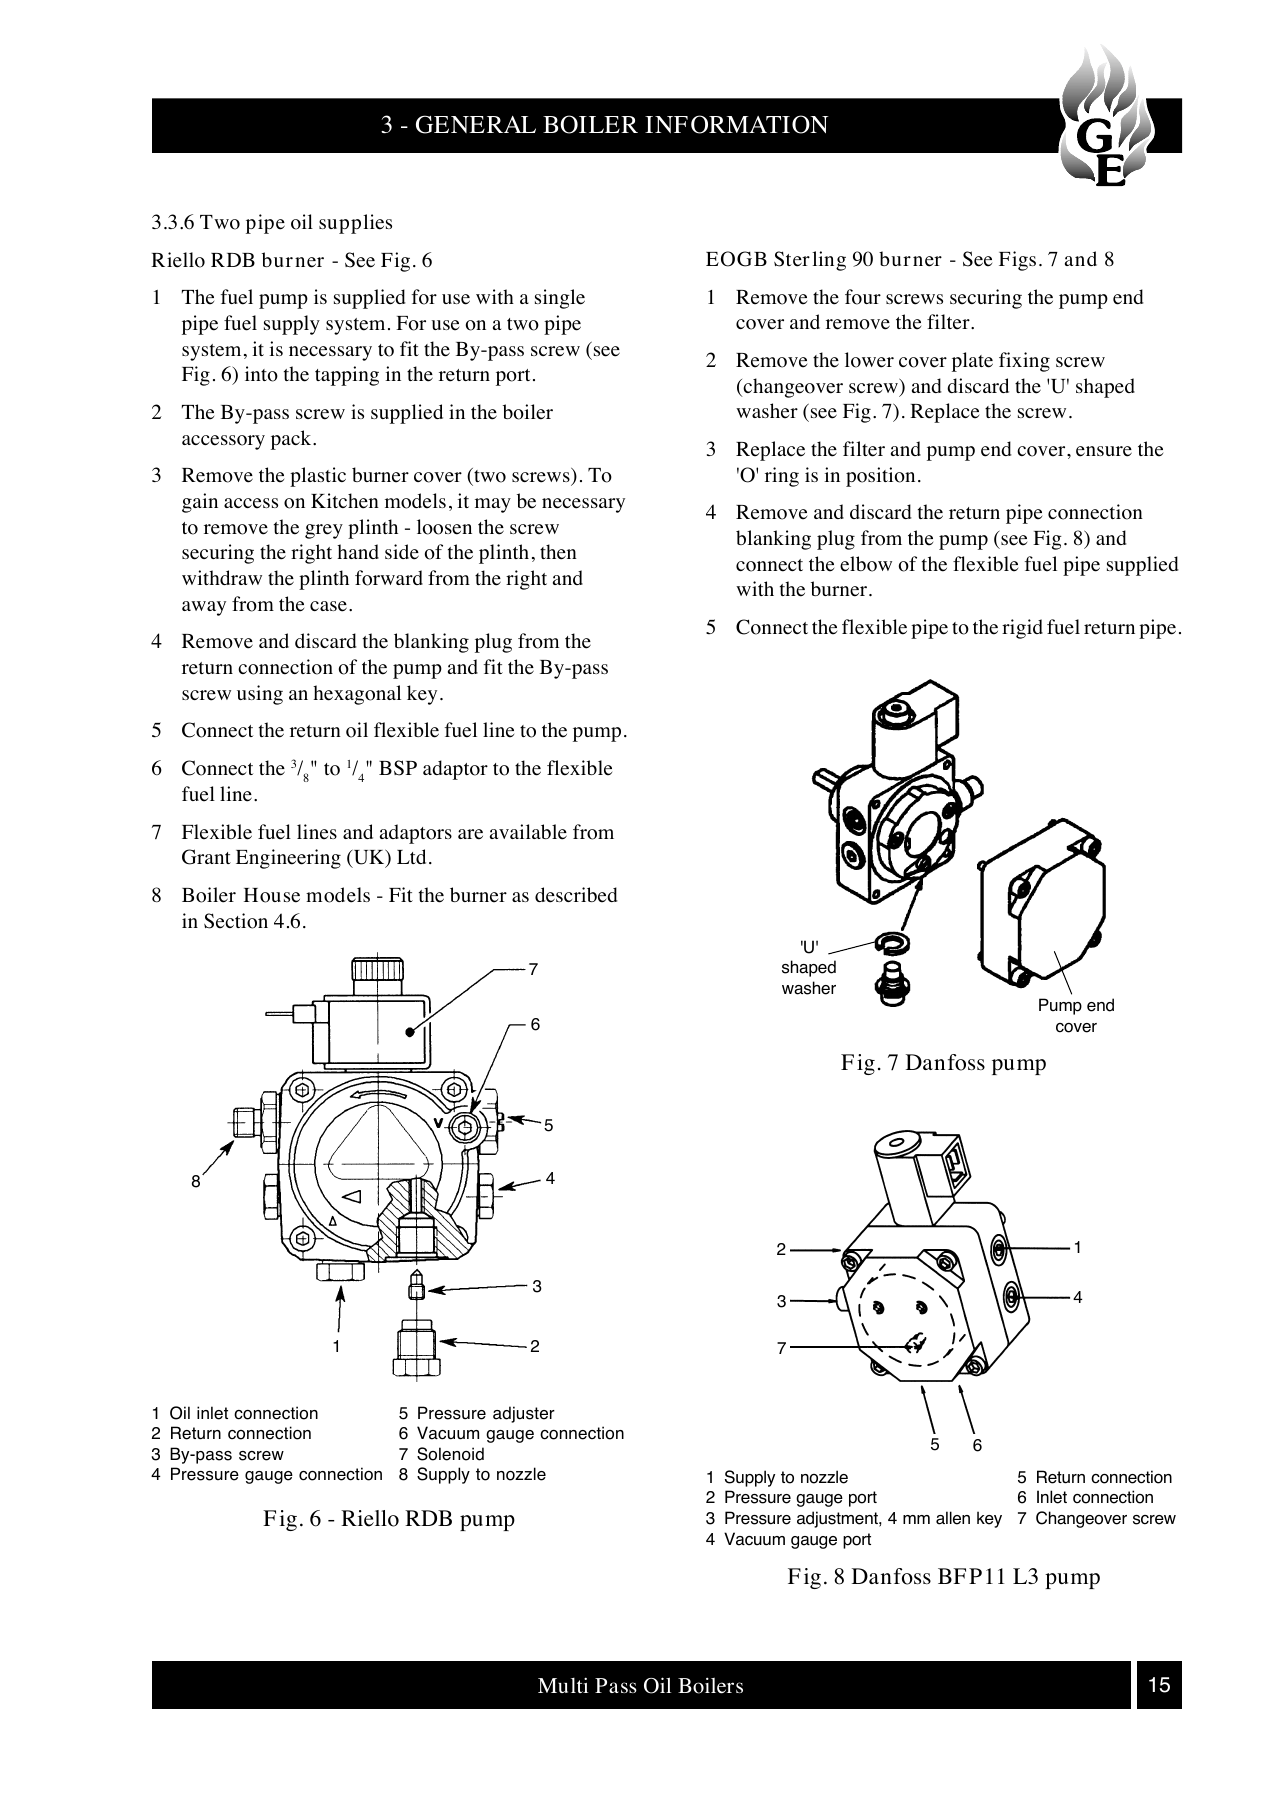 3 - GENERAL BOILER INFORMATION
G
E
3.3.6 Two pipe oil supplies
Riello RDB burner - See Fig. 6
1 The fuel pump is supplied for use with a single
pipe fuel supply system. For use on a two pipe
system, it is necessary to fit the By-pass screw (see
Fig. 6) into the tapping in the return port.
2 The By-pass screw is supplied in the boiler
accessory pack.
3 Remove the plastic burner cover (two screws). To
gain access on Kitchen models, it may be necessary
to remove the grey plinth - loosen the screw
securing the right hand side of the plinth, then
withdraw the plinth forward from the right and
away from the case.
4 Remove and discard the blanking plug from the
return connection of the pump and fit the By-pass
screw using an hexagonal key.
5 Connect the return oil flexible fuel line to the pump.
6 Connect the 3/8" to 1/4" BSP adaptor to the flexible
fuel line.
7 Flexible fuel lines and adaptors are available from
Grant Engineering (UK) Ltd.
8 Boiler House models - Fit the burner as described
in Section 4.6.
7
6
V
5
4
8
3
1
2
1 Oil inlet connection
2 Return connection
3 By-pass screw
4 Pressure gauge connection
5 Pressure adjuster
6 Vacuum gauge connection
7 Solenoid
8 Supply to nozzle
Fig. 6 - Riello RDB pump
EOGB Sterling 90 burner - See Figs. 7 and 8
1 Remove the four screws securing the pump end
cover and remove the filter.
2 Remove the lower cover plate fixing screw
(changeover screw) and discard the 'U' shaped
washer (see Fig. 7). Replace the screw.
3 Replace the filter and pump end cover, ensure the
'O' ring is in position.
4 Remove and discard the return pipe connection
blanking plug from the pump (see Fig. 8) and
connect the elbow of the flexible fuel pipe supplied
with the burner.
5 Connect the flexible pipe to the rigid fuel return pipe.
'U'
shaped
washer
Pump end
cover
Fig. 7 Danfoss pump
2
1
3
4
7
5
6
1 Supply to nozzle
2 Pressure gauge port
3 Pressure adjustment, 4 mm allen key
4 Vacuum gauge port
5 Return connection
6 Inlet connection
7 Changeover screw
Fig. 8 Danfoss BFP11 L3 pump
Multi Pass Oil Boilers
15